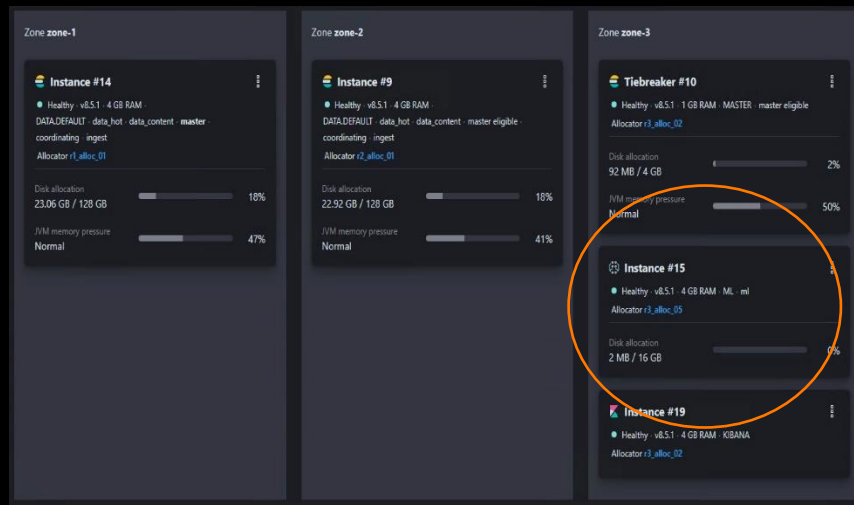 Zone zone-1
Instance #14
Healthy · v8.5.1 · 4 GB RAM ·
DATA.DEFAULT · data_hot · data_content · master ·
coordinating · ingest
Allocator r1_alloc_01
Disk allocation
23.06 GB / 128 GB
18%
JVM memory pressure
Normal
47%
Zone zone-2
Instance #9
Healthy · v8.5.1 · 4 GB RAM ·
DATA.DEFAULT · data_hot · data_content · master eligible ·
coordinating · ingest
Allocator r2_alloc_01
Disk allocation
22.92 GB / 128 GB
18%
JVM memory pressure
Normal
41%
Zone zone-3
Tiebreaker #10
Healthy · v8.5.1 · 1 GB RAM · MASTER · master eligible
Allocator r3_alloc_02
Disk allocation
92 MB / 4 GB
2%
JVM memory pressure
Normal
50%
Instance #15
Healthy · v8.5.1 · 4 GB RAM · ML · ml
Allocator r3_alloc_05
Disk allocation
2 MB / 16 GB
0%
Instance #19
Healthy · v8.5.1 · 4 GB RAM · KIBANA
Allocator r3_alloc_02